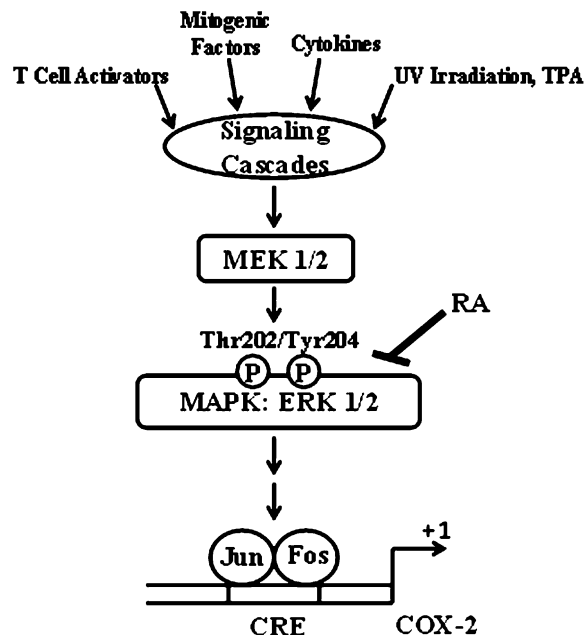 Mitogenic
Factors
Cytokines
T Cell Activators
UV Irradiation, TPA
Signaling
Cascades
MEK 1/2
RA
Thr202/Tyr204
P P
MAPK: ERK 1/2
+1
Jun Fos
CRE COX-2